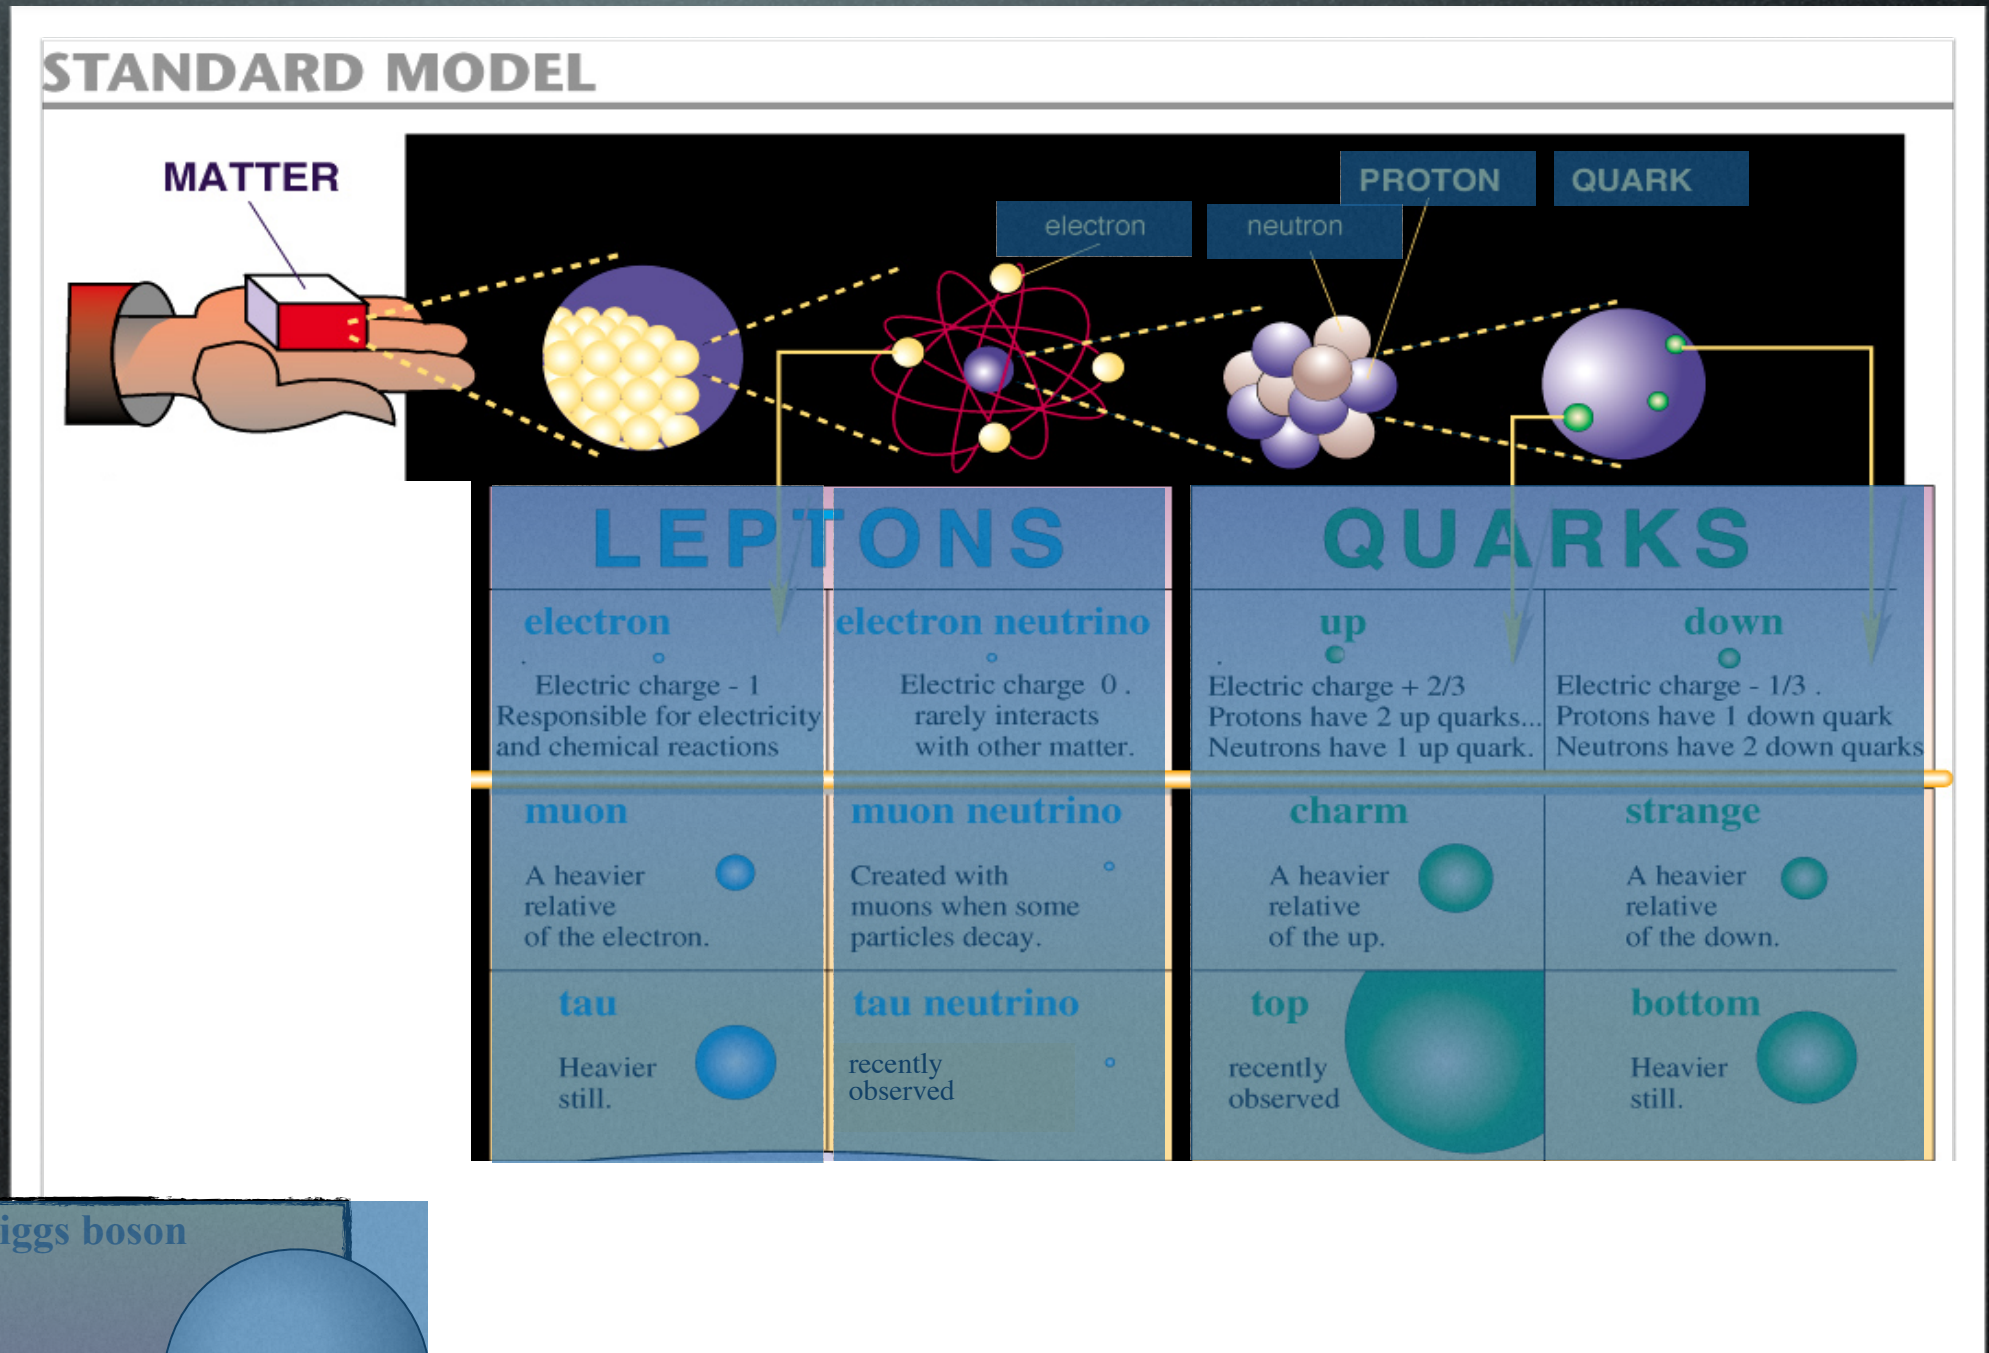 STANDARD MODEL
MATTER
PROTON
QUARK
electron
neutron
LEPTONS
QUARKS
electron
.
Electric charge - 1
Responsible for electricity
and chemical reactions
electron neutrino
Electric charge 0 .
rarely interacts
with other matter.
up
.
Electric charge + 2/3
Protons have 2 up quarks...
Neutrons have 1 up quark.
down
Electric charge - 1/3 .
Protons have 1 down quark
Neutrons have 2 down quarks
muon
A heavier
relative
of the electron.
muon neutrino
Created with
muons when some
particles decay.
charm
A heavier
relative
of the up.
strange
A heavier
relative
of the down.
tau
Heavier
still.
tau neutrino
recently
observed
top
recently
observed
bottom
Heavier
still.
iggs boson